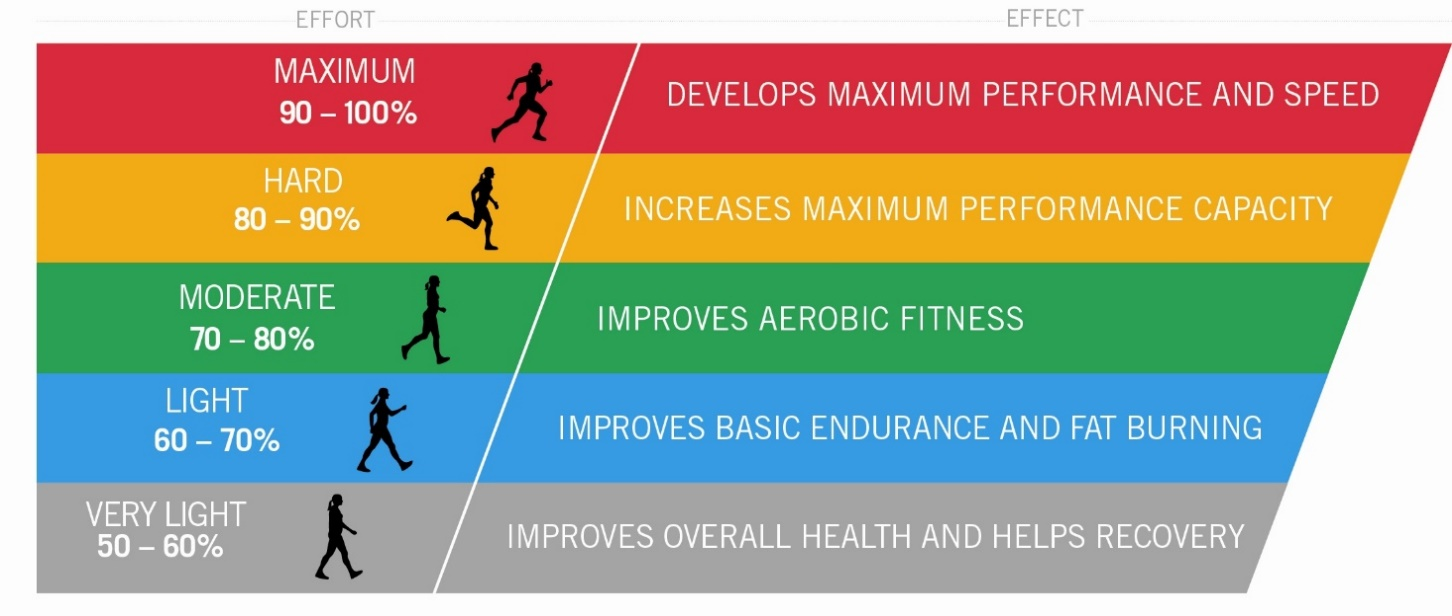 EFFORT
EFFECT
MAXIMUM
90 – 100%
DEVELOPS MAXIMUM PERFORMANCE AND SPEED
HARD
80 – 90%
INCREASES MAXIMUM PERFORMANCE CAPACITY
MODERATE
70 – 80%
IMPROVES AEROBIC FITNESS
LIGHT
60 – 70%
IMPROVES BASIC ENDURANCE AND FAT BURNING
VERY LIGHT
50 – 60%
IMPROVES OVERALL HEALTH AND HELPS RECOVERY